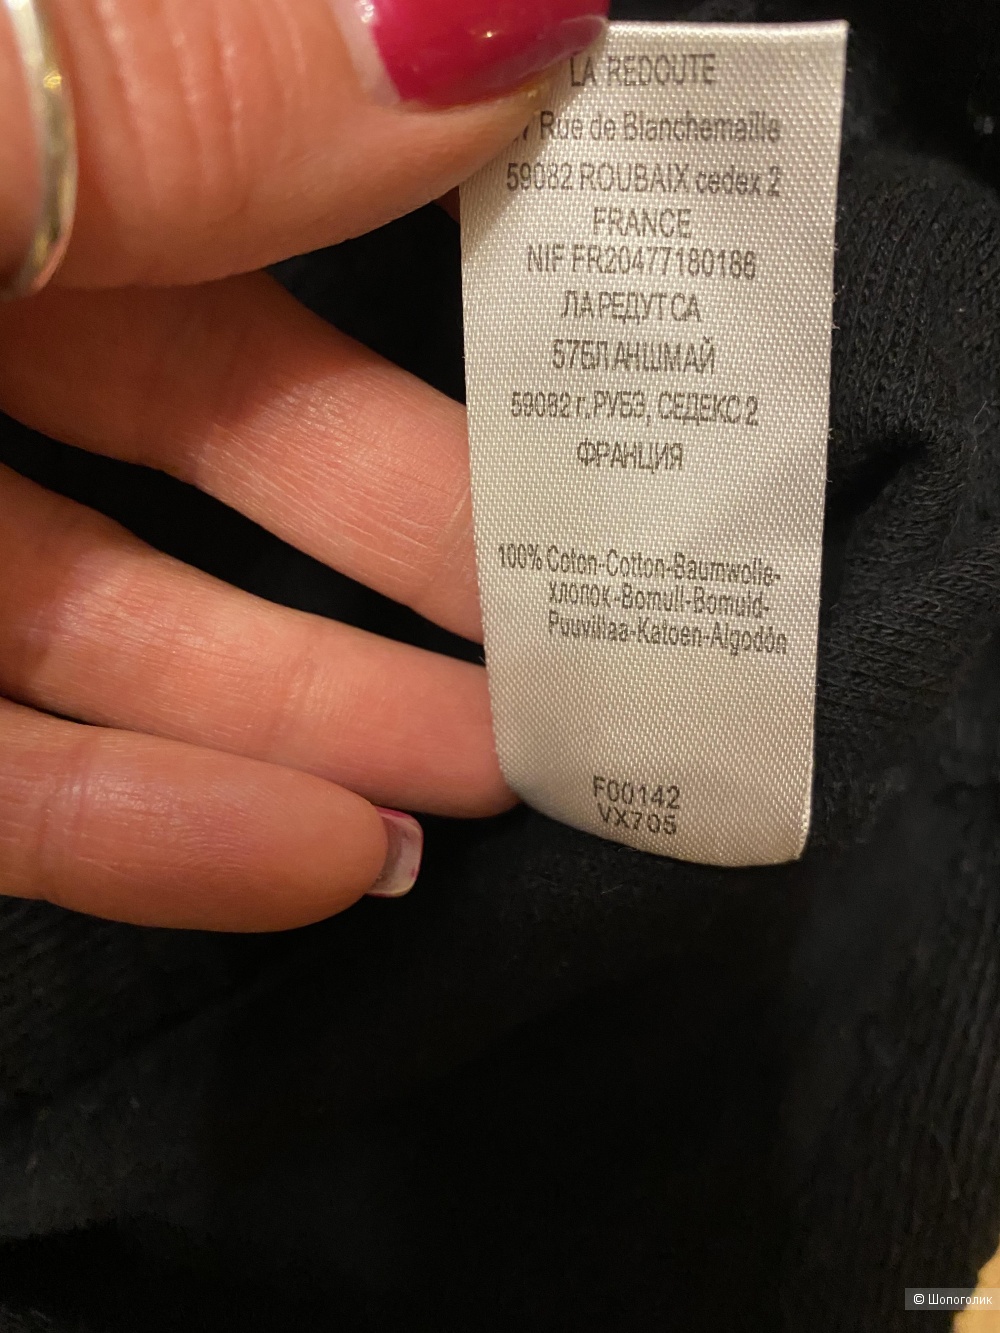 LA REDOUTE
Rue de Blanchemaille
59082 ROUBAIX cedex 2
FRANCE
NIF FR20477180186
ЛА РЕДУТ СА
57БЛАНШМАЙ
59082 г.РУБЭ, СЕДЕКС 2
ФРАНЦИЯ
100% Coton-Cotton-Baumwolle-
хлопок-Bomull-Bomuld-
Puuvillaa-Katoen-Algodón
F00142
VX705
© Шопоголик